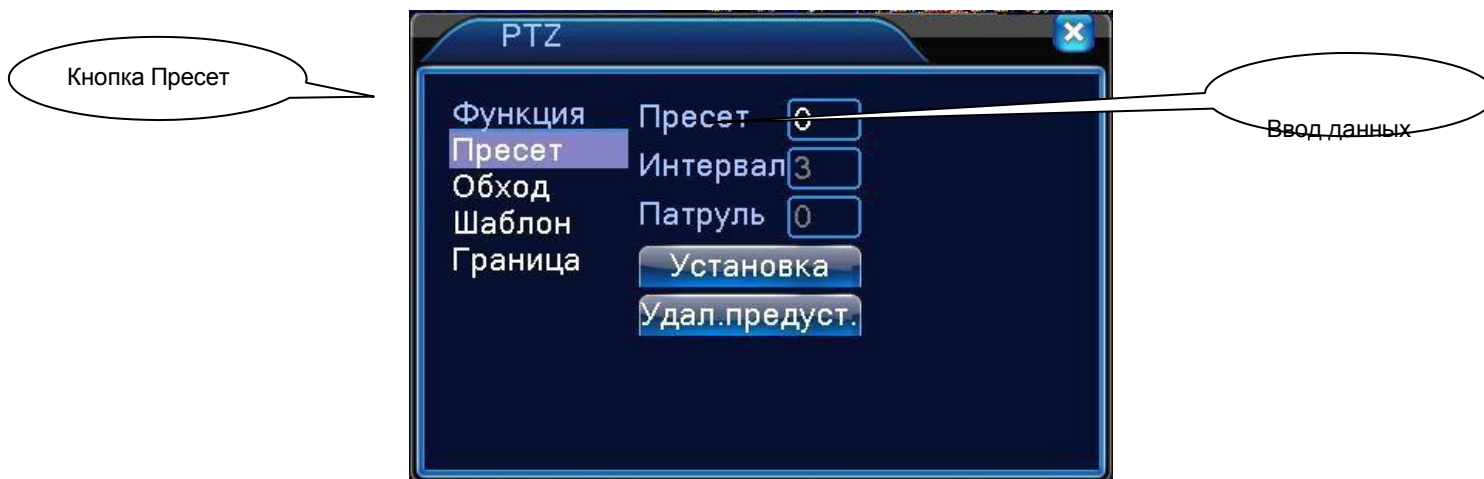 PTZ
Кнопка Пресет
Функция
Пресет
Обход
Шаблон
Граница
Пресет 0
Интервал 3
Патруль 0
Установка
Удал.предуст.
Ввод данных